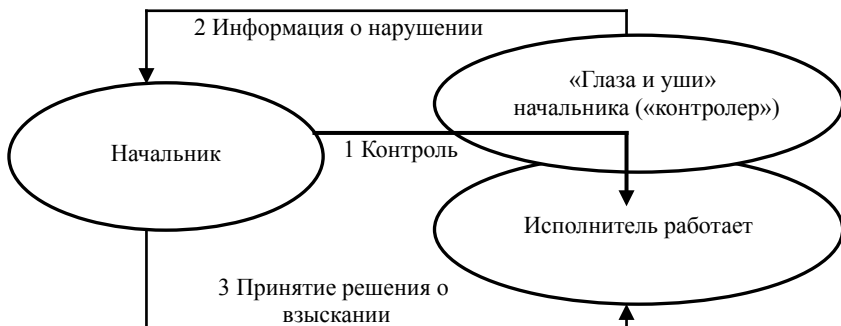 2 Информация о нарушении
«Глаза и уши»
начальника («контролер»)
Начальник
1 Контроль
Исполнитель работает
3 Принятие решения о
взыскании